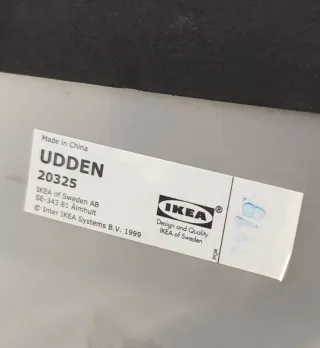 Made in China
UDDEN
20325
IKEA of Sweden AB
SE-343 81 Älmhult
© Inter IKEA Systems B.V. 1999
IKEA®
Design and Quality
IKEA of Sweden
PQR